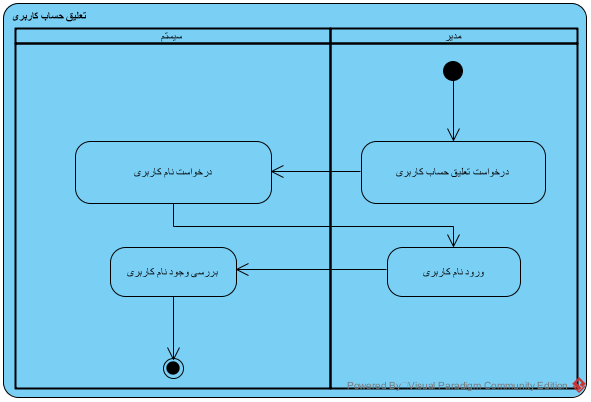 تعلیق حساب کاربری
مدیر
سیستم
درخواست تعلیق حساب کاربری
درخواست نام کاربری
ورود نام کاربری
بررسی وجود نام کاربری
Powered By Visual Paradigm Community Edition